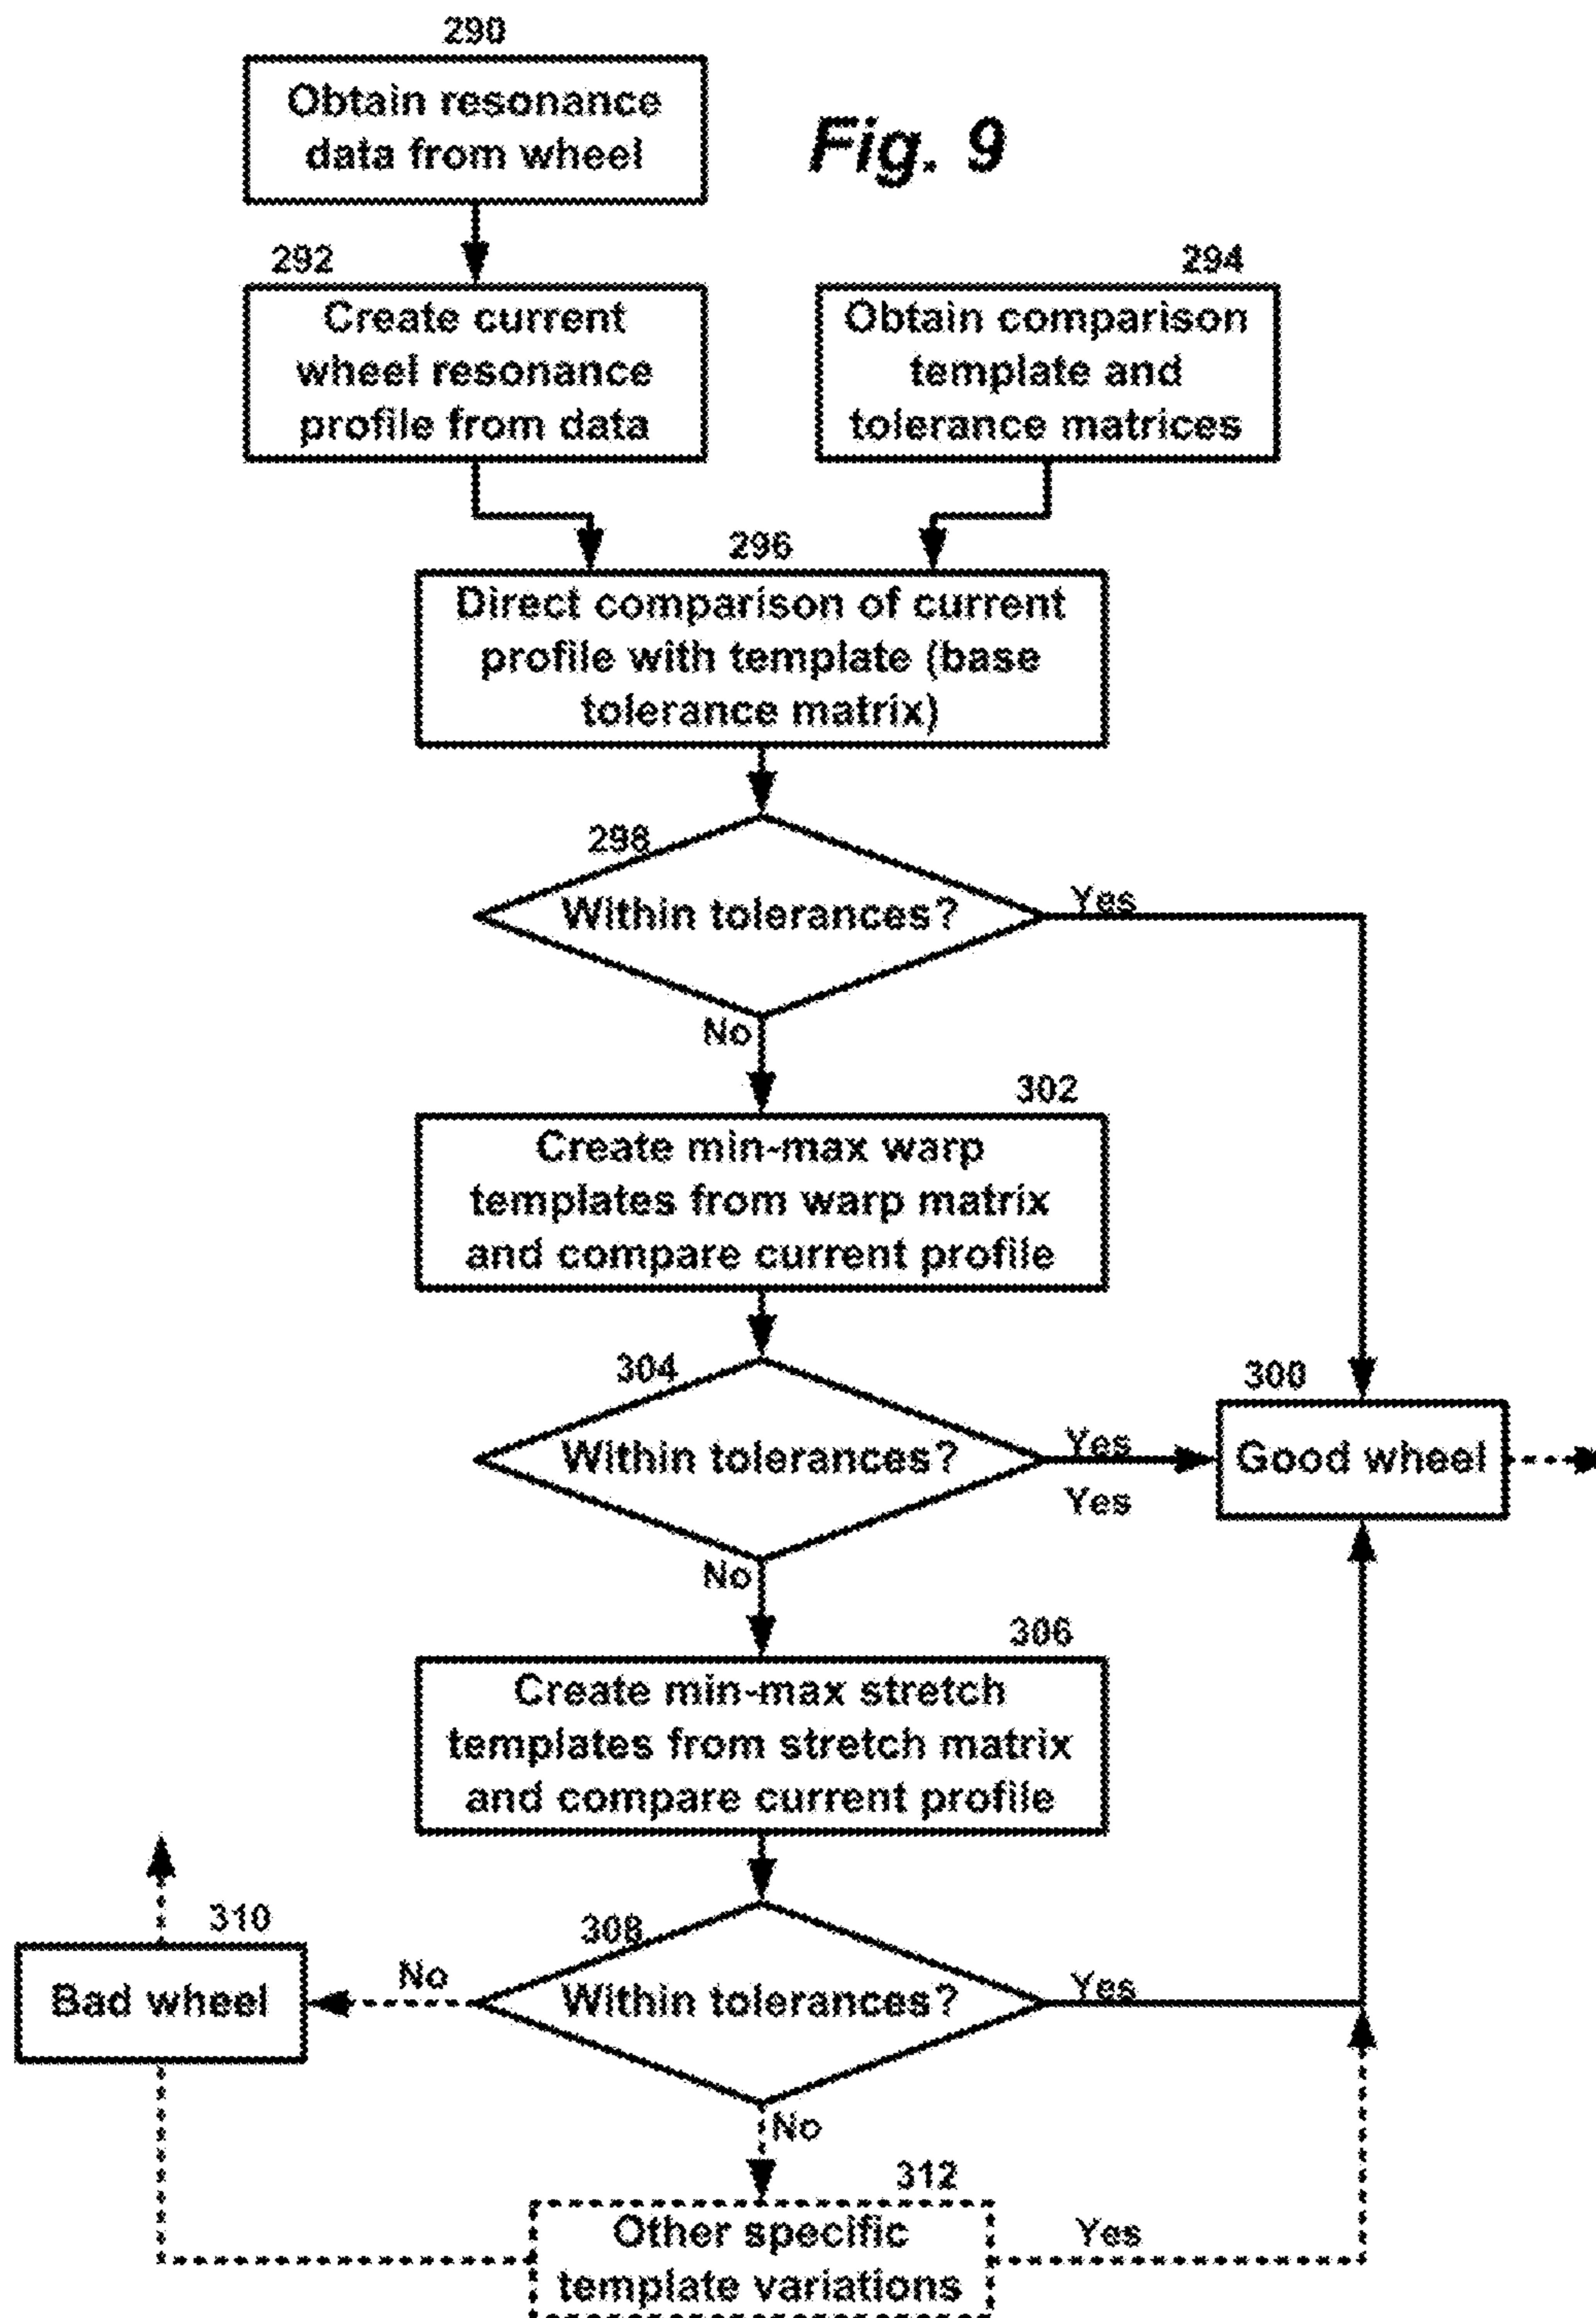 290
Obtain resonance
data from wheel
Fig. 9
292
Create current
wheel resonance
profile from data
294
Obtain comparison
template and
tolerance matrices
296
Direct comparison of current
profile with template (base
tolerance matrix)
298
Within tolerances?
Yes
No
302
Create min-max warp
templates from warp matrix
and compare current profile
304
Within tolerances?
Yes
Yes
300
Good wheel
No
306
Create min-max stretch
templates from stretch matrix
and compare current profile
310
Bad wheel
No
308
Within tolerances?
Yes
No
312
Other specific
template variations
Yes